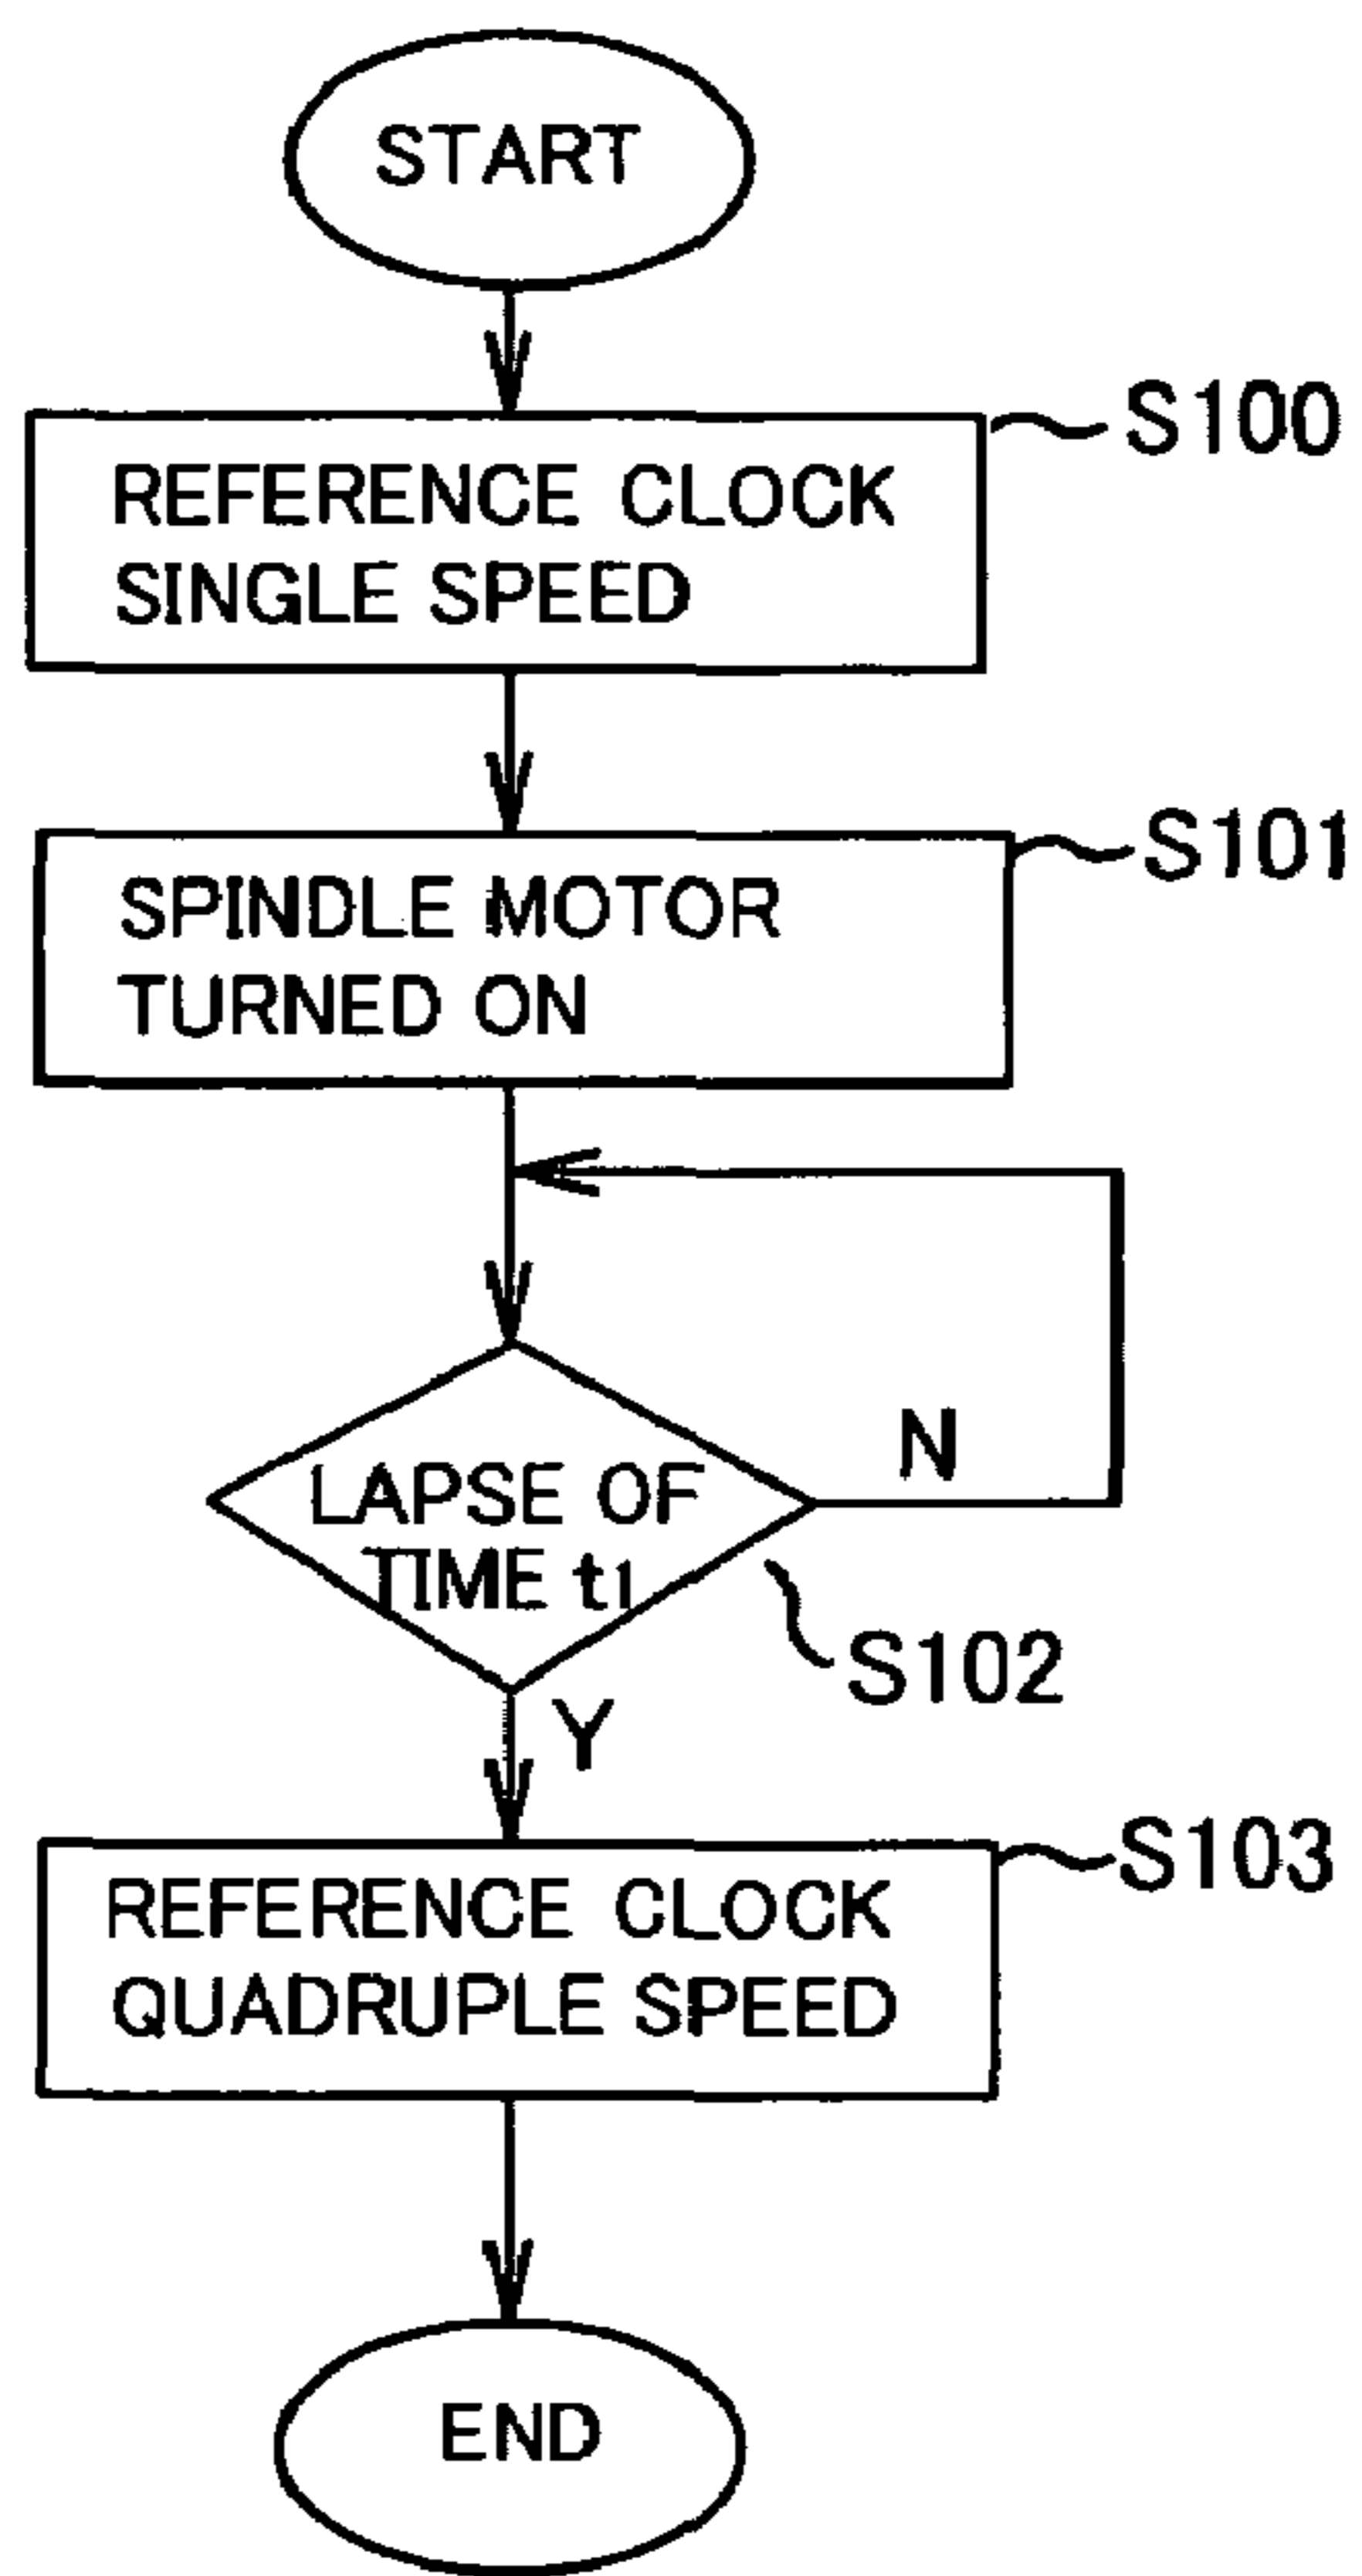 START
S100
REFERENCE CLOCK
SINGLE SPEED
S101
SPINDLE MOTOR
TURNED ON
N
LAPSE OF
TIME t1
S102
Y
S103
REFERENCE CLOCK
QUADRUPLE SPEED
END